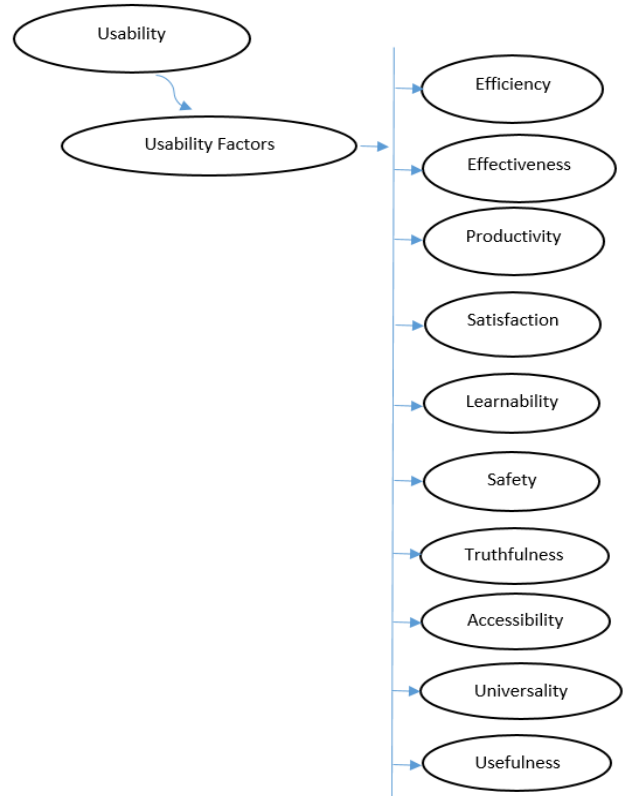 Usability
Usability Factors
Efficiency
Effectiveness
Productivity
Satisfaction
Learnability
Safety
Truthfulness
Accessibility
Universality
Usefulness